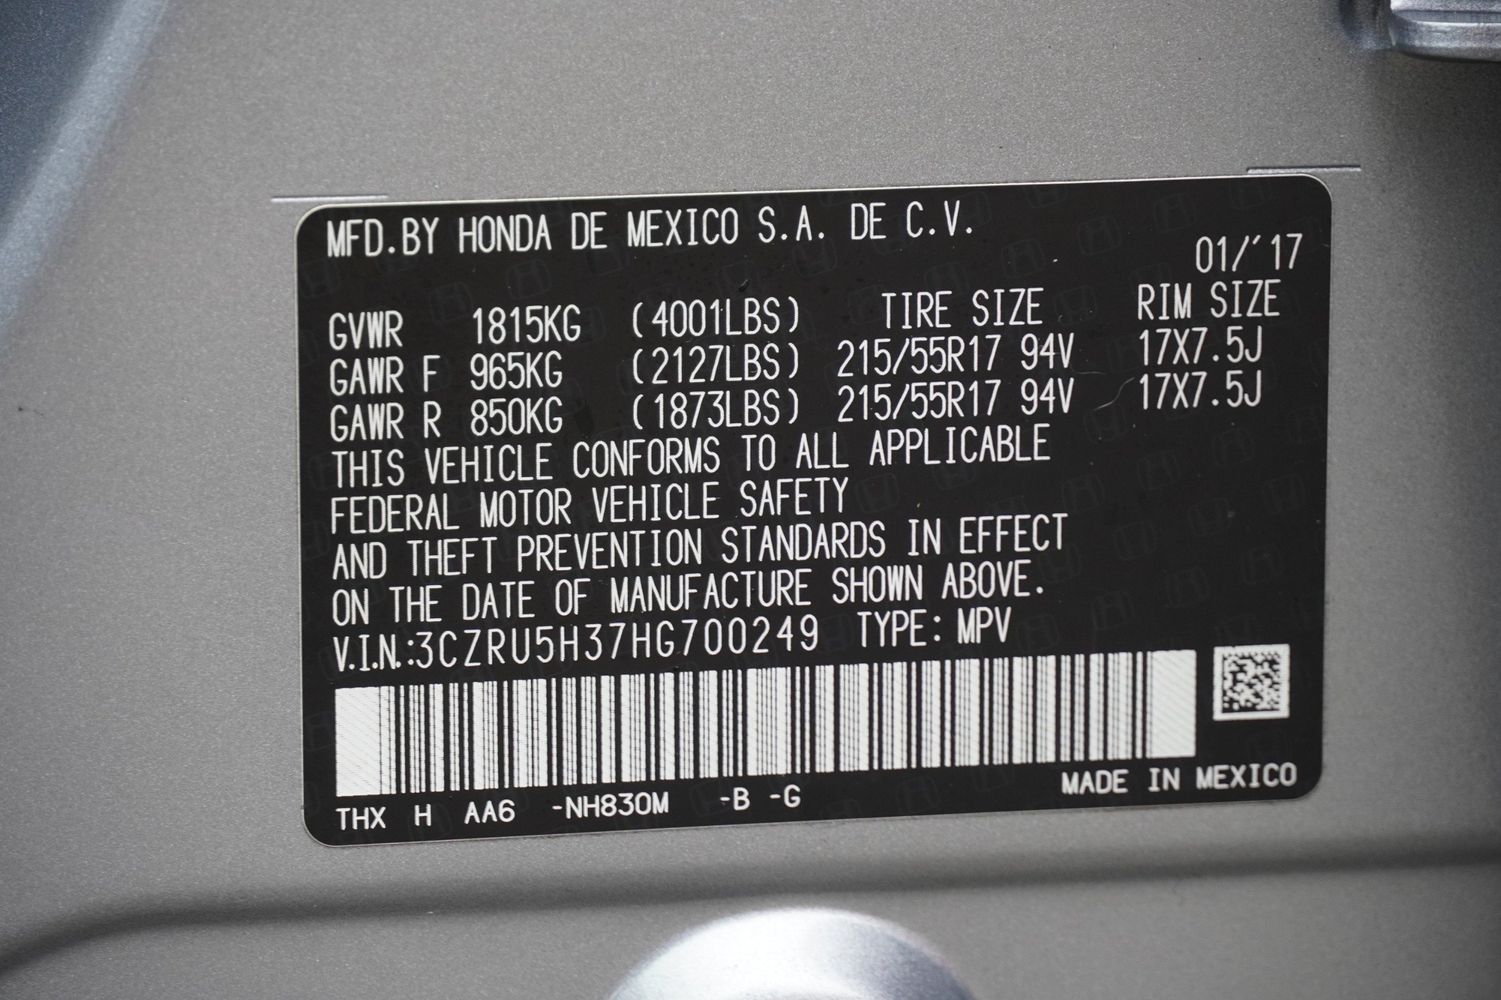 MFD.BY HONDA DE MEXICO S.A. DE C.V.
01/'17
GVWR 1815KG (4001LBS) TIRE SIZE RIM SIZE
GAWR F 965KG (2127LBS) 215/55R17 94V 17X7.5J
GAWR R 850KG (1873LBS) 215/55R17 94V 17X7.5J
THIS VEHICLE CONFORMS TO ALL APPLICABLE
FEDERAL MOTOR VEHICLE SAFETY
AND THEFT PREVENTION STANDARDS IN EFFECT
ON THE DATE OF MANUFACTURE SHOWN ABOVE.
V.I.N.:3CZRU5H37HG700249 TYPE: MPV
THX H AA6 -NH830M -B -G MADE IN MEXICO